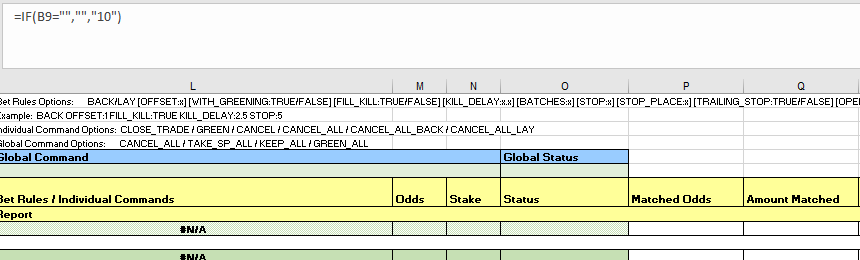 =IF(B9="","","10")
L M N O P Q
Bet Rules Options: BACK/LAY [OFFSET:x] [WITH_GREENING:TRUE/FALSE] [FILL_KILL:TRUE/FALSE] [KILL_DELAY:x.x] [BATCHES:x] [STOP:x] [STOP_PLACE:x] [TRAILING_STOP:TRUE/FALSE] [OPE
Example: BACK OFFSET:1 FILL_KILL:TRUE KILL_DELAY:2.5 STOP:5
Individual Command Options: CLOSE_TRADE / GREEN / CANCEL / CANCEL_ALL / CANCEL_ALL_BACK / CANCEL_ALL_LAY
Global Command Options: CANCEL_ALL / TAKE_SP_ALL / KEEP_ALL / GREEN_ALL
Global Command Global Status
Bet Rules / Individual Commands Odds Stake Status Matched Odds Amount Matched
Report
#N/A
#N/A